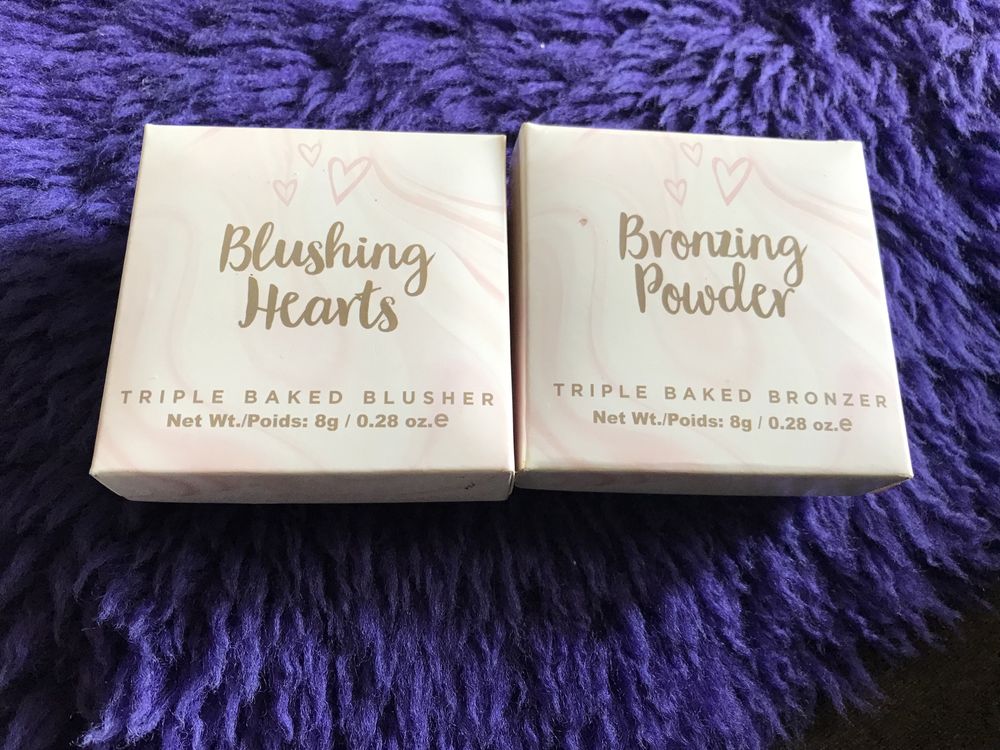 Blushing
Hearts
TRIPLE BAKED BLUSHER
Net Wt./Poids: 8g / 0.28 oz.e
Bronzing
Powder
TRIPLE BAKED BRONZER
Net Wt./Poids: 8g / 0.28 oz.e